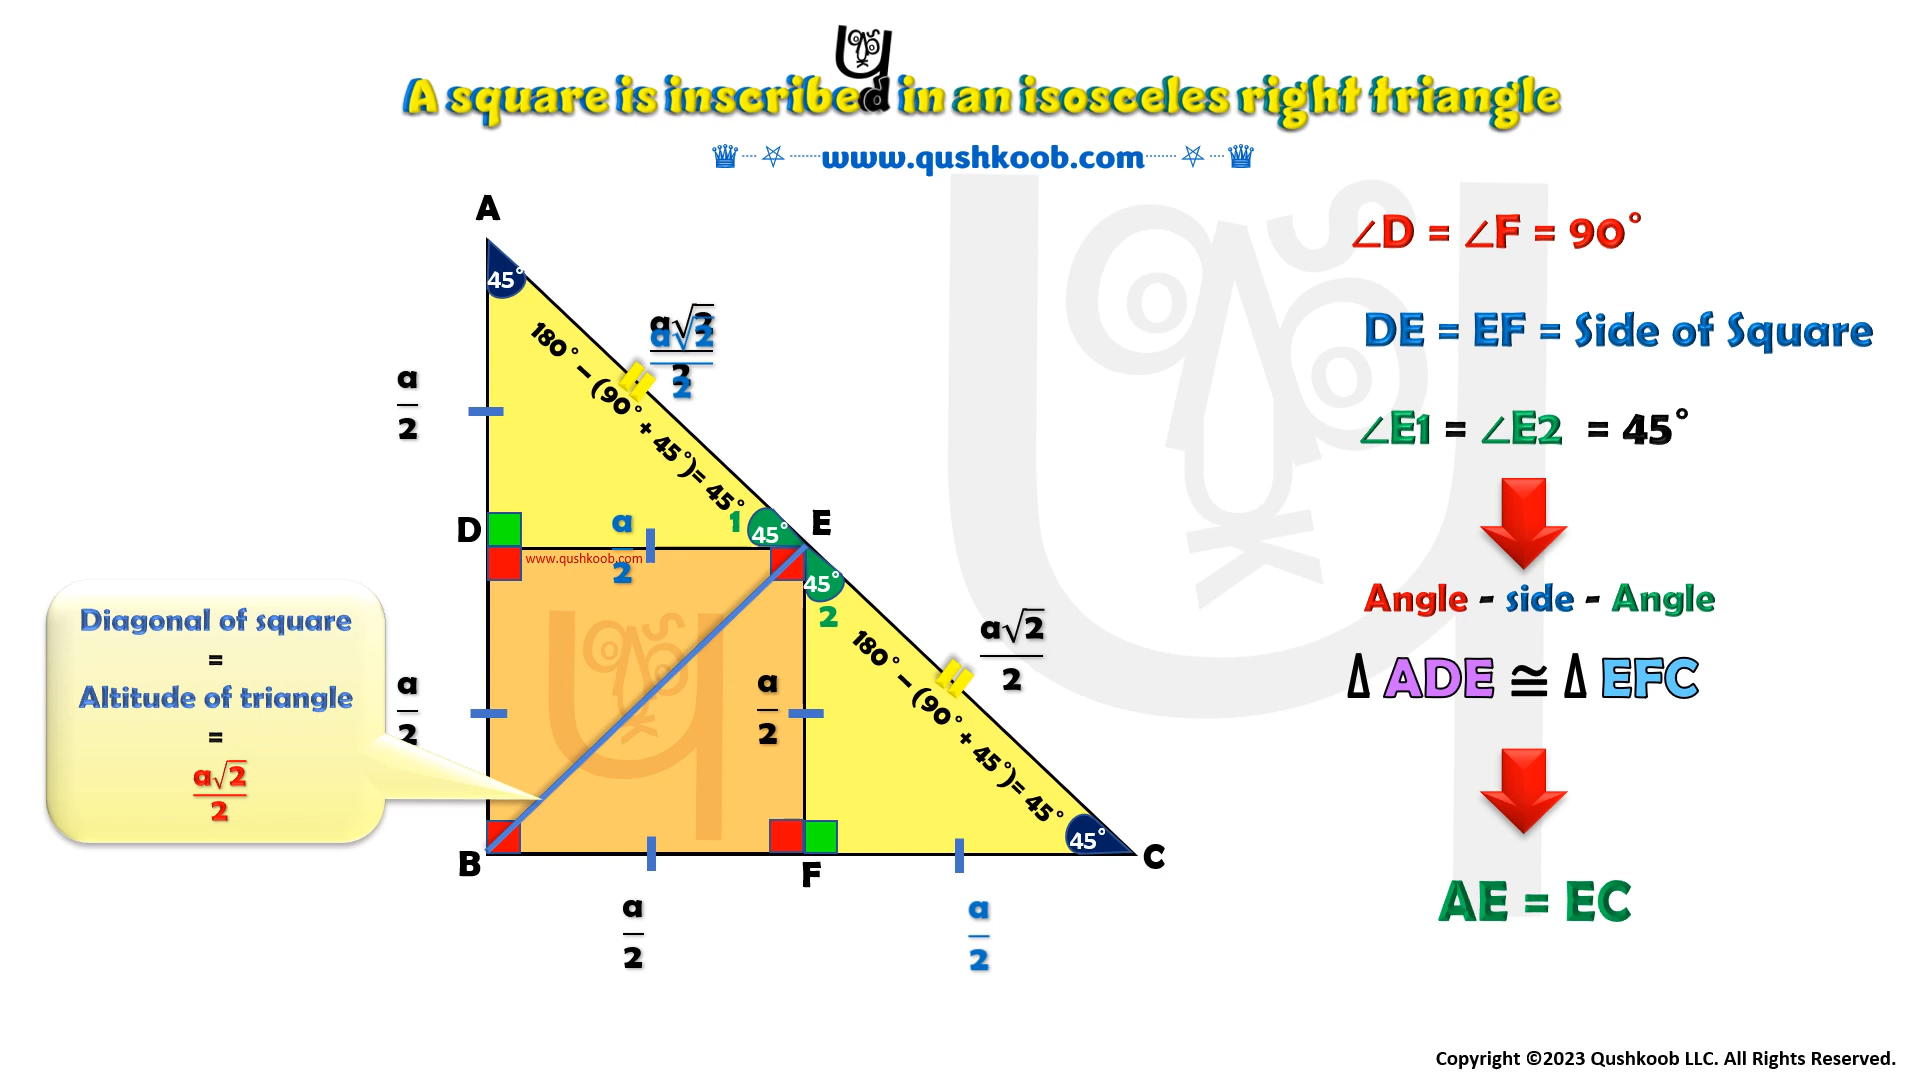 A square is inscribed in an isosceles right triangle
www.qushkoob.com
A
45°
a√2
2
a√2
2
180° – (90° + 45°)= 45°
a
2
∠D = ∠F = 90°
DE = EF = Side of Square
∠E1 = ∠E2 = 45°
D
a
2
1
45°
E
www.qushkoob.com
45°
2
Angle - side - Angle
Δ ADE ≅ Δ EFC
Diagonal of square
=
Altitude of triangle
=
a√2
2
a
2
a
2
a√2
2
180° – (90° + 45°)= 45°
45°
B
F
C
a
2
a
2
AE = EC
Copyright ©2023 Qushkoob LLC. All Rights Reserved.